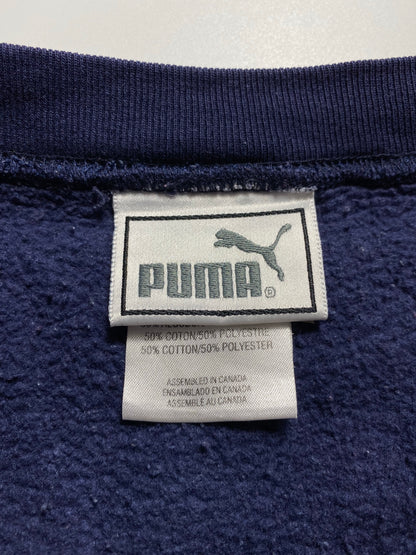 PUMA®
50% COTON/50% POLYESTRE
50% COTTON/50% POLYESTER
ASSEMBLED IN CANADA
ENSAMBLADO EN CANADA
ASSEMBLÉ AU CANADA